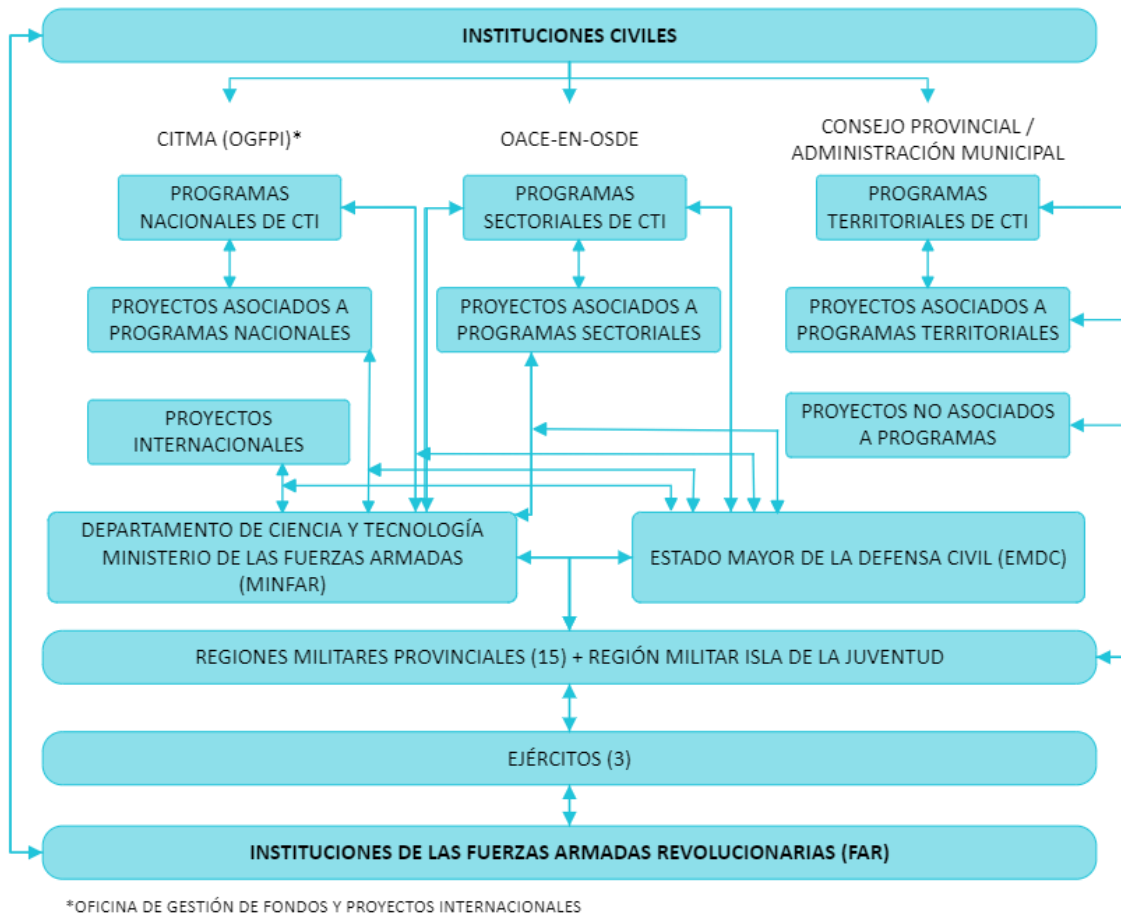 INSTITUCIONES CIVILES
CITMA (OGFPI)*
OACE-EN-OSDE
CONSEJO PROVINCIAL /
ADMINISTRACIÓN MUNICIPAL
PROGRAMAS
NACIONALES DE CTI
PROGRAMAS
SECTORIALES DE CTI
PROGRAMAS
TERRITORIALES DE CTI
PROYECTOS ASOCIADOS A
PROGRAMAS NACIONALES
PROYECTOS ASOCIADOS A
PROGRAMAS SECTORIALES
PROYECTOS ASOCIADOS A
PROGRAMAS TERRITORIALES
PROYECTOS
INTERNACIONALES
PROYECTOS NO ASOCIADOS
A PROGRAMAS
DEPARTAMENTO DE CIENCIA Y TECNOLOGÍA
MINISTERIO DE LAS FUERZAS ARMADAS
(MINFAR)
ESTADO MAYOR DE LA DEFENSA CIVIL (EMDC)
REGIONES MILITARES PROVINCIALES (15) + REGIÓN MILITAR ISLA DE LA JUVENTUD
EJÉRCITOS (3)
INSTITUCIONES DE LAS FUERZAS ARMADAS REVOLUCIONARIAS (FAR)
*OFICINA DE GESTIÓN DE FONDOS Y PROYECTOS INTERNACIONALES